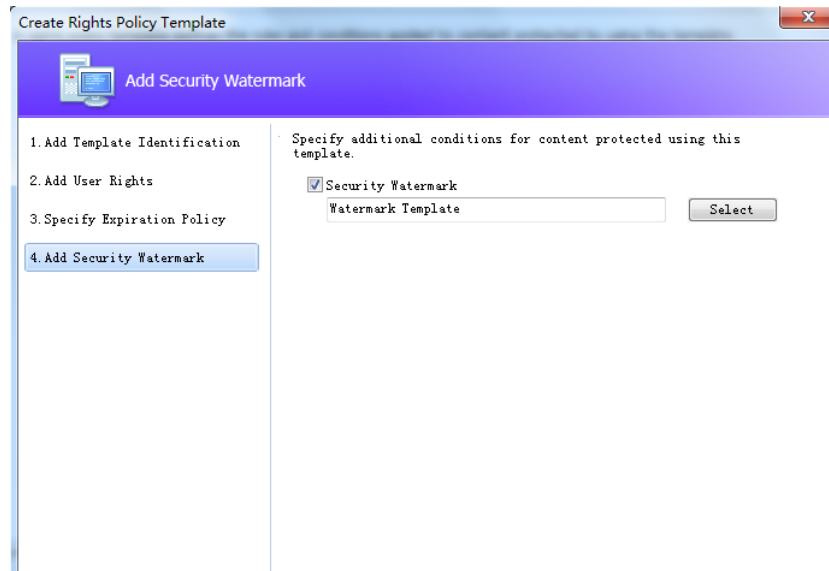 Create Rights Policy Template
Add Security Watermark
1. Add Template Identification
2. Add User Rights
3. Specify Expiration Policy
4. Add Security Watermark
Specify additional conditions for content protected using this
template.
Security Watermark
Watermark Template
Select